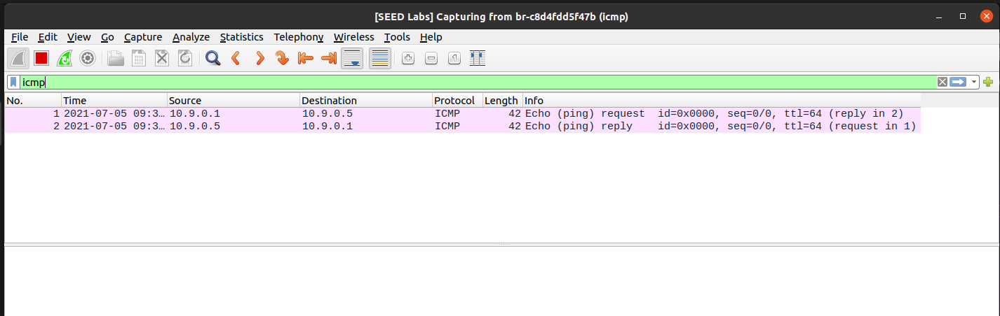 [SEED Labs] Capturing from br-c8d4fdd5f47b (icmp)
File Edit View Go Capture Analyze Statistics Telephony Wireless Tools Help
icmp
No. Time Source Destination Protocol Length Info
1 2021-07-05 09:3… 10.9.0.1 10.9.0.5 ICMP 42 Echo (ping) request id=0x0000, seq=0/0, ttl=64 (reply in 2)
2 2021-07-05 09:3… 10.9.0.5 10.9.0.1 ICMP 42 Echo (ping) reply id=0x0000, seq=0/0, ttl=64 (request in 1)